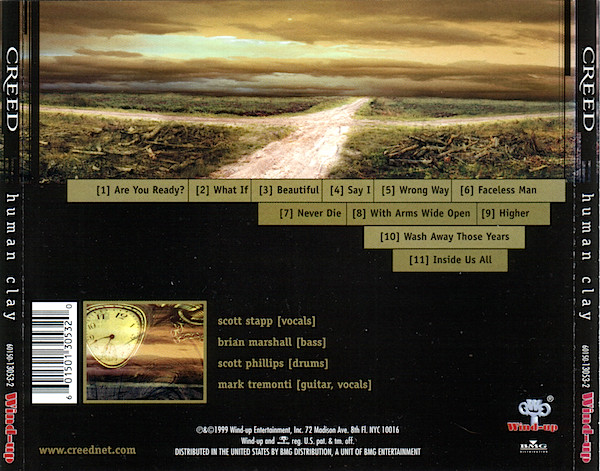 CREED
human clay
60150-13053-2
Wind-up
[1] Are You Ready? [2] What If [3] Beautiful [4] Say I [5] Wrong Way [6] Faceless Man
[7] Never Die [8] With Arms Wide Open [9] Higher
[10] Wash Away Those Years
[11] Inside Us All
6 01501 30532 0
scott stapp [vocals]
brian marshall [bass]
scott phillips [drums]
mark tremonti [guitar, vocals]
℗&©1999 Wind-up Entertainment, Inc. 72 Madison Ave. 8th Fl. NYC 10016
Wind-up and reg. U.S. pat. & tm. off.
DISTRIBUTED IN THE UNITED STATES BY BMG DISTRIBUTION, A UNIT OF BMG ENTERTAINMENT
www.creednet.com
®
Wind-up
BMG
DISTRIBUTION
CREED
human clay
60150-13053-2
Wind-up